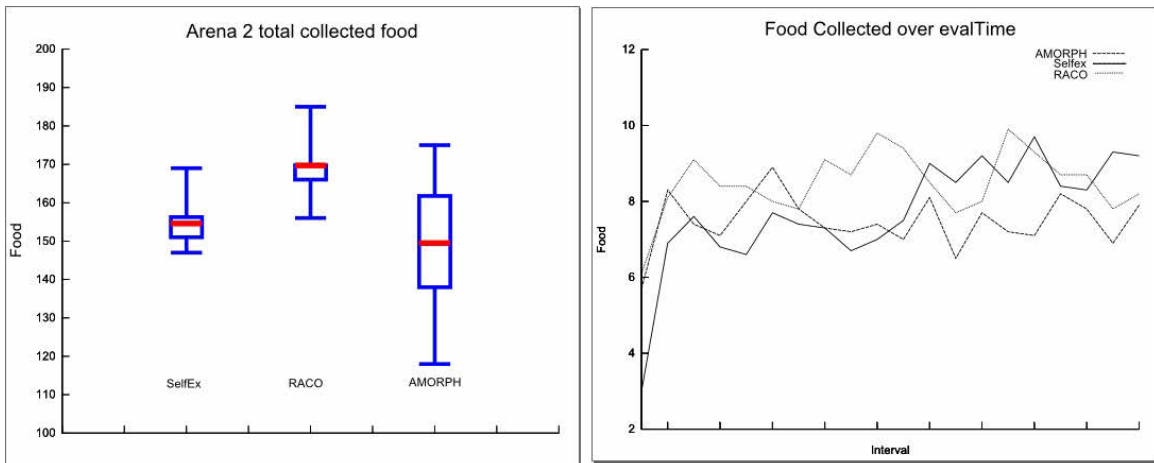 Arena 2 total collected food
200
190
180
170
160
150
140
130
120
110
100
Food
SelfEx
RACO
AMORPH
Food Collected over evalTime
AMORPH
Selfex
RACO
12
10
8
6
4
2
Food
Interval